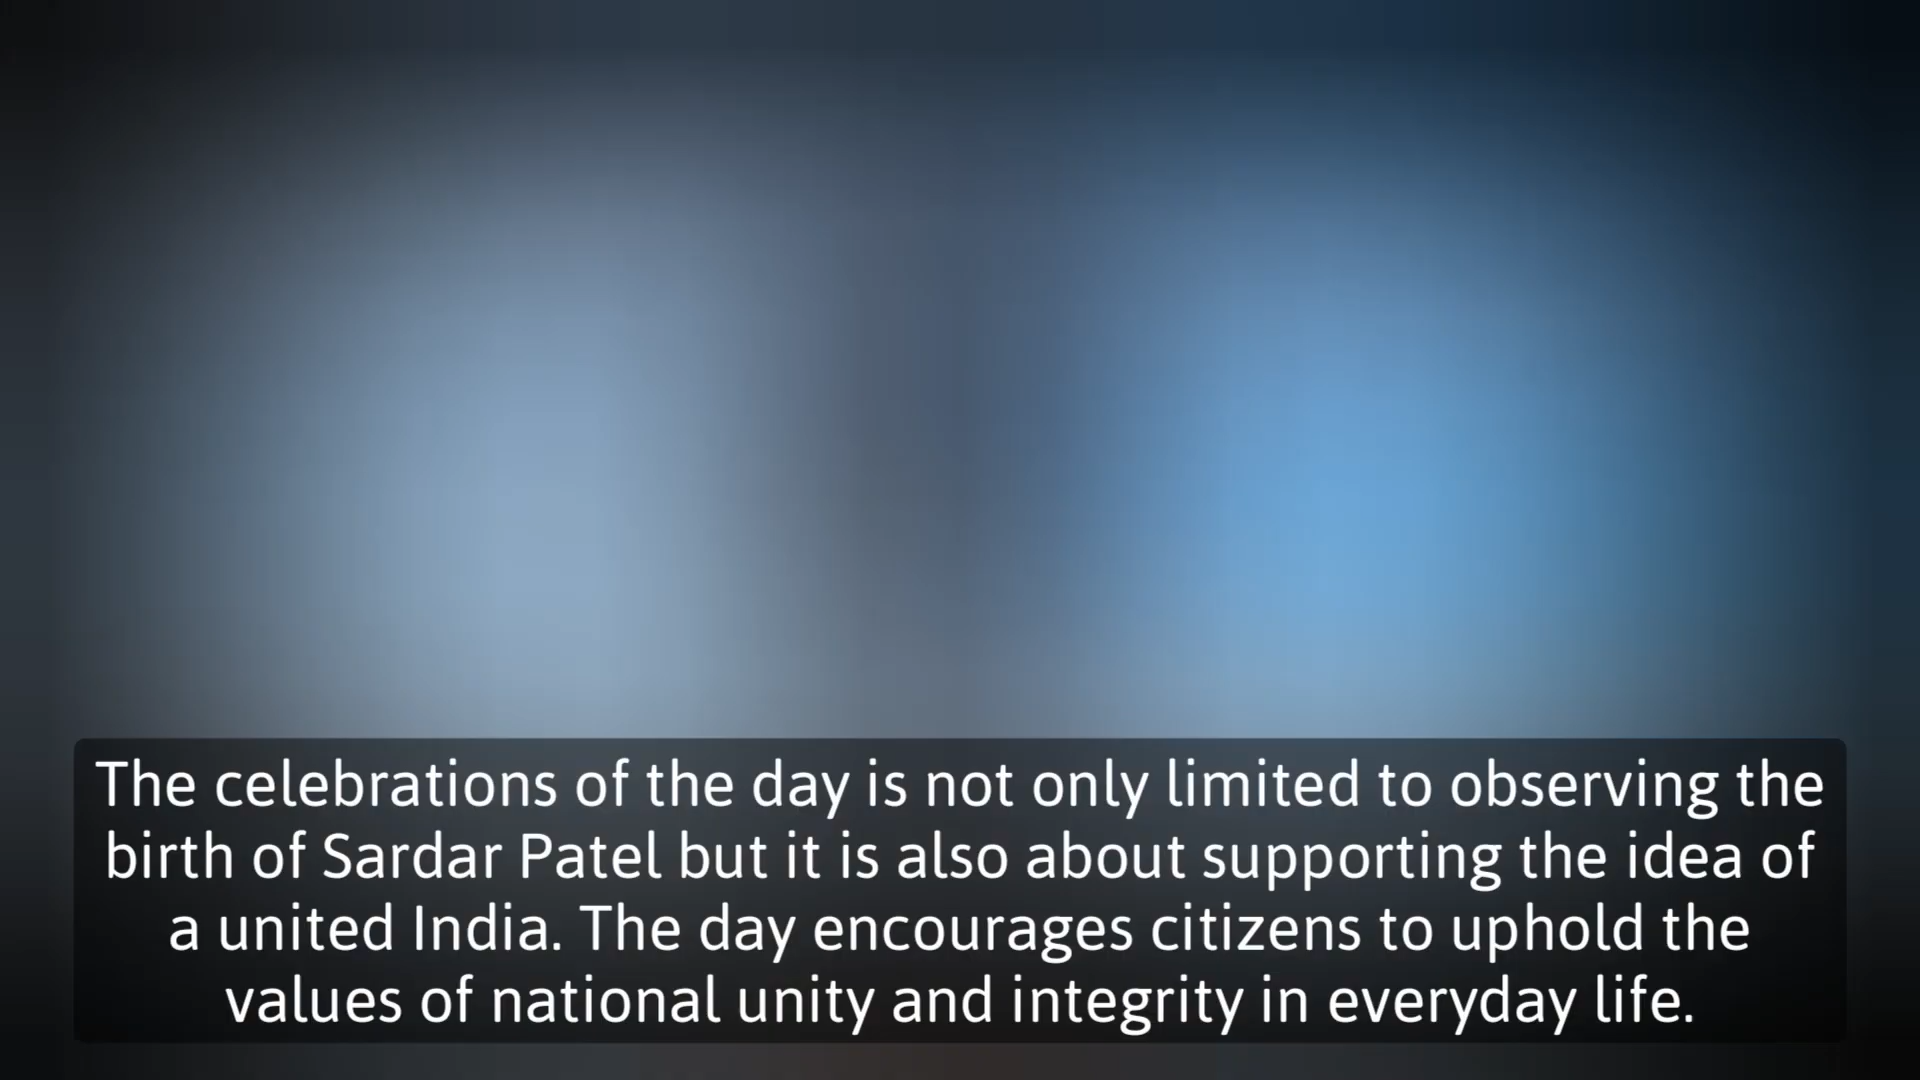 The celebrations of the day is not only limited to observing the
birth of Sardar Patel but it is also about supporting the idea of
a united India. The day encourages citizens to uphold the
values of national unity and integrity in everyday life.